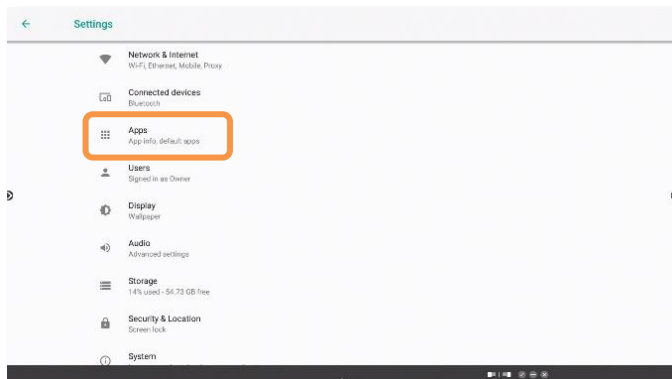 Settings
Network & Internet
Wi-Fi, Ethernet, Mobile, Proxy
Connected devices
Bluetooth
Apps
App info, default apps
Users
Signed in as Owner
Display
Wallpaper
Audio
Advanced settings
Storage
14% used - 54.73 GB free
Security & Location
Screen lock
System